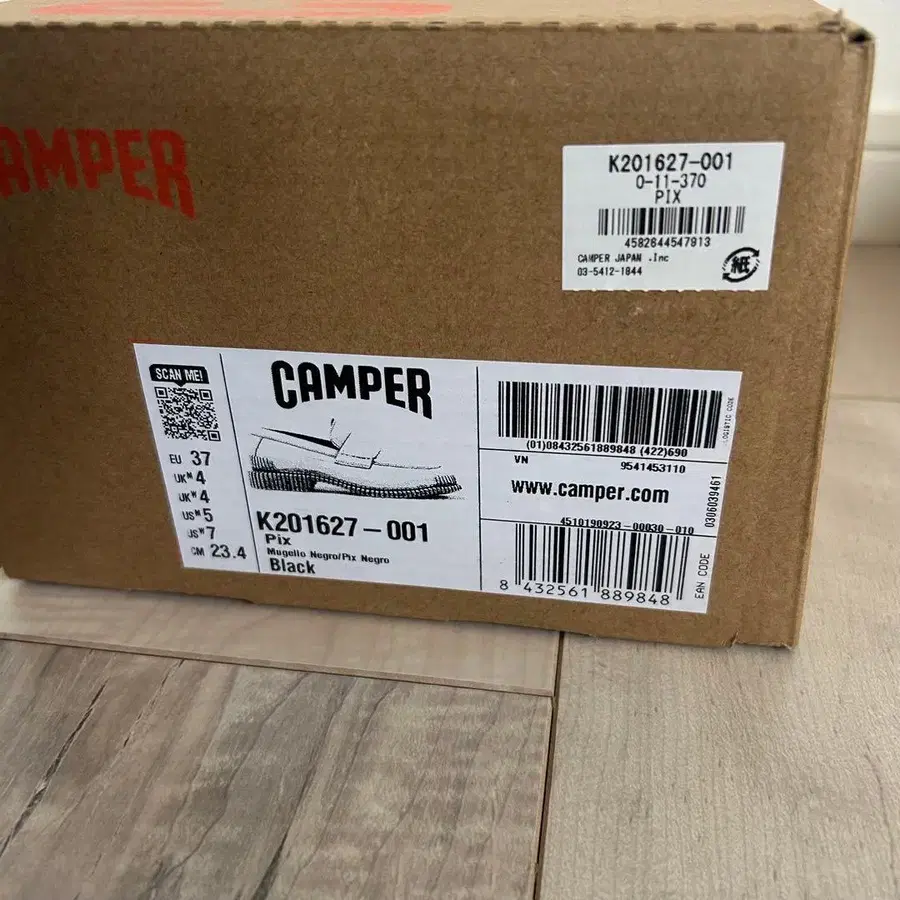 CAMPER
K201627-001
0-11-370
PIX
4582644547913
CAMPER JAPAN .Inc
03-5412-1844
紙
SCAN ME!
EU 37
UK M 4
UK W 4
US M 5
US W 7
CM 23.4
CAMPER
K201627-001
Pix
Mugello Negro/Pix Negro
Black
(01)08432561889848 (422)690
VN 9541453110
www.camper.com
4510190923-00030-010
8 432561 889848
LOGISTIC CODE
0306039461
EAN CODE